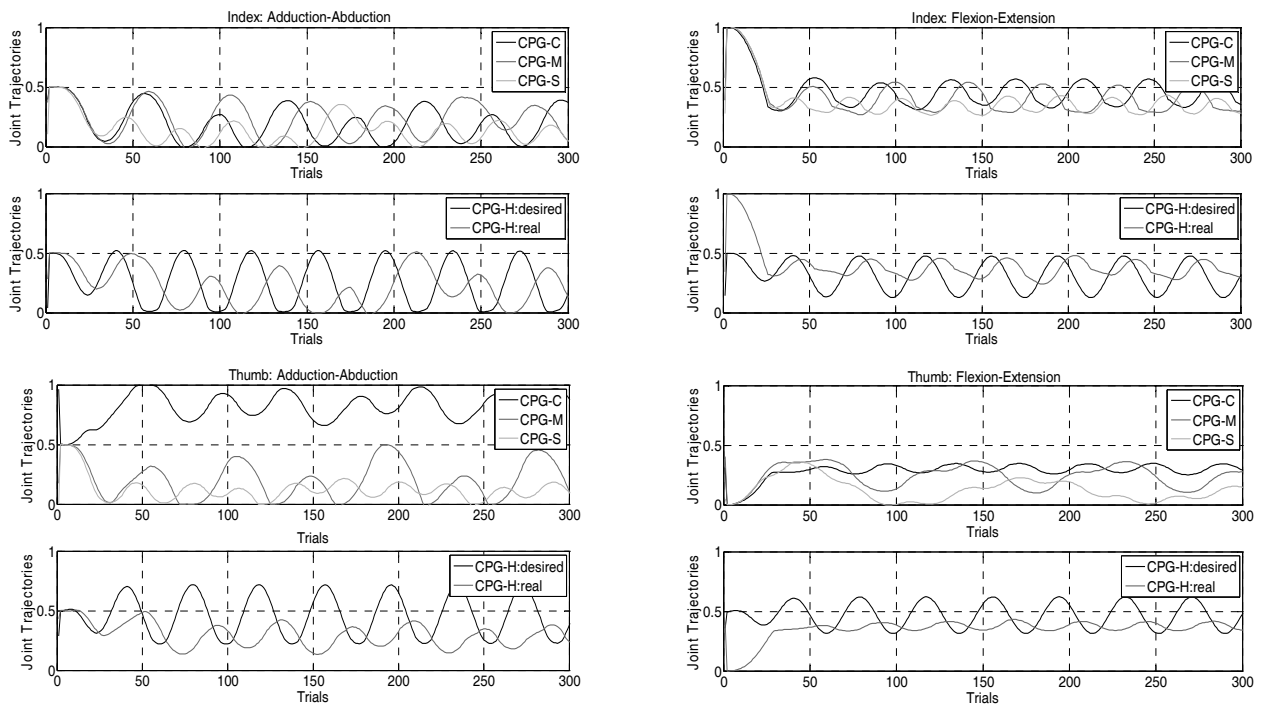 Index: Adduction-Abduction
Joint Trajectories
1
0.5
0
CPG-C
CPG-M
CPG-S
0 50 100 150 200 250 300
Trials
Joint Trajectories
1
0.5
0
CPG-H:desired
CPG-H:real
0 50 100 150 200 250 300
Trials
Index: Flexion-Extension
Joint Trajectories
1
0.5
0
CPG-C
CPG-M
CPG-S
0 50 100 150 200 250 300
Trials
Joint Trajectories
1
0.5
0
CPG-H:desired
CPG-H:real
0 50 100 150 200 250 300
Trials
Thumb: Adduction-Abduction
Joint Trajectories
1
0.5
0
CPG-C
CPG-M
CPG-S
0 50 100 150 200 250 300
Trials
Joint Trajectories
1
0.5
0
CPG-H:desired
CPG-H:real
0 50 100 150 200 250 300
Trials
Thumb: Flexion-Extension
Joint Trajectories
1
0.5
0
CPG-C
CPG-M
CPG-S
0 50 100 150 200 250 300
Trials
Joint Trajectories
1
0.5
0
CPG-H:desired
CPG-H:real
0 50 100 150 200 250 300
Trials